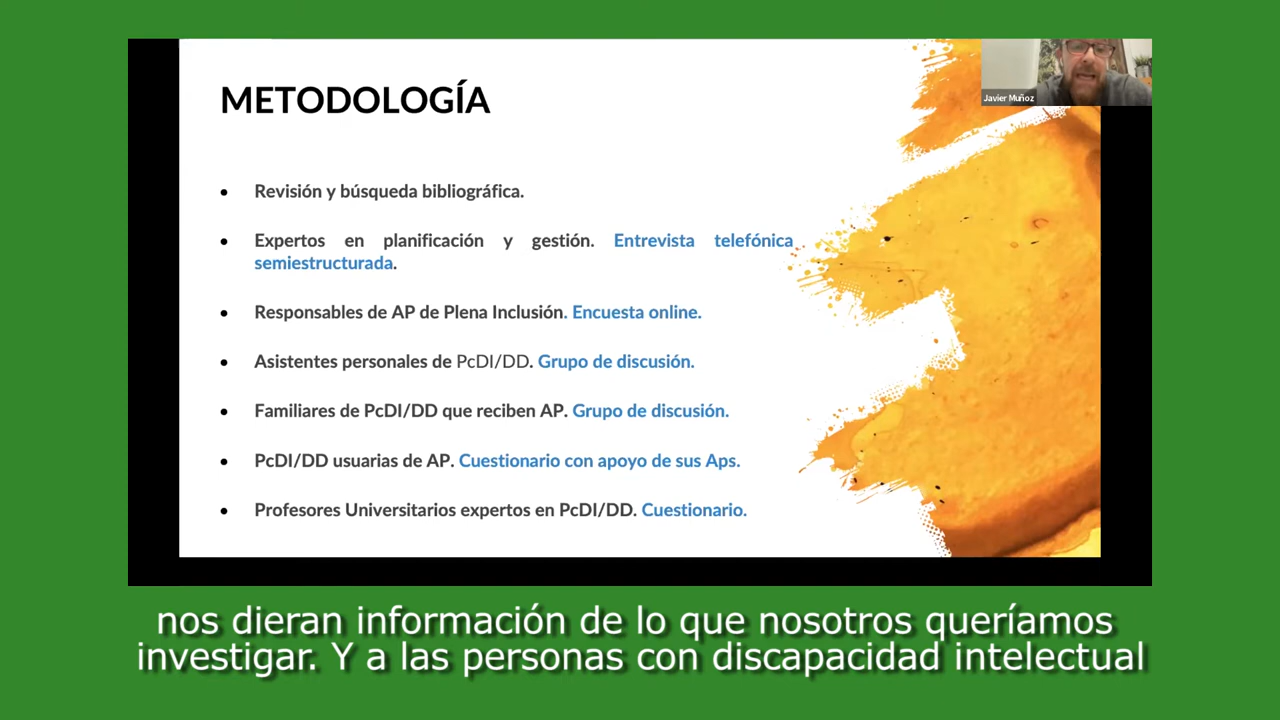 METODOLOGÍA
Javier Muñoz
• Revisión y búsqueda bibliográfica.
• Expertos en planificación y gestión. Entrevista telefónica
semiestructurada.
• Responsables de AP de Plena Inclusión. Encuesta online.
• Asistentes personales de PcDI/DD. Grupo de discusión.
• Familiares de PcDI/DD que reciben AP. Grupo de discusión.
• PcDI/DD usuarias de AP. Cuestionario con apoyo de sus Aps.
• Profesores Universitarios expertos en PcDI/DD. Cuestionario.
nos dieran información de lo que nosotros queríamos
investigar. Y a las personas con discapacidad intelectual